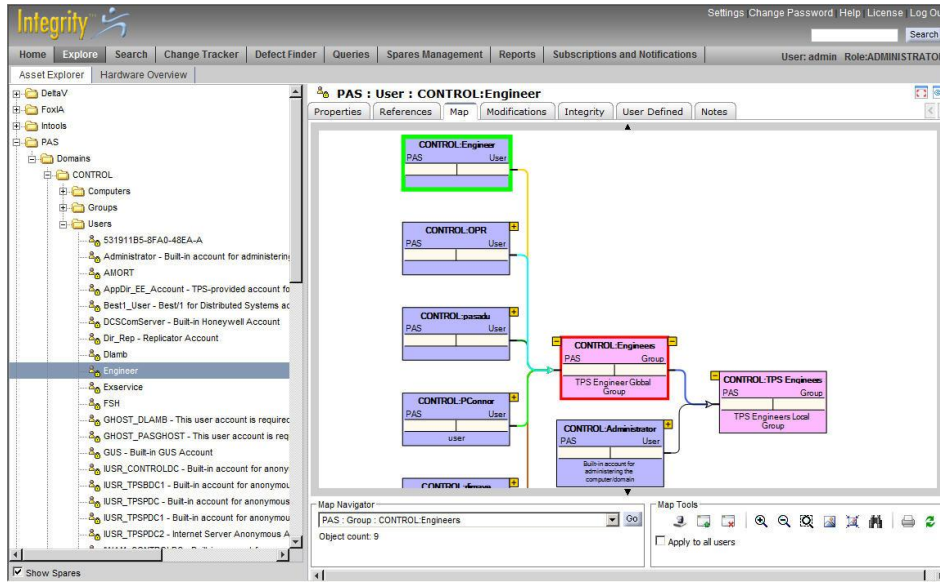 Integrity
Settings Change Password Help License Log Ou
Search
Home Explore Search Change Tracker Defect Finder Queries Spares Management Reports Subscriptions and Notifications
User: admin Role:ADMINISTRATOR
Asset Explorer Hardware Overview
DeltaV
FoxIA
Intools
PAS
Domains
CONTROL
Computers
Groups
Users
531911B5-8FA0-48EA-A
Administrator - Built-in account for administering
AMORT
AppDir_EE_Account - TPS-provided account fo
Best1_User - Best/1 for Distributed Systems ac
DCSComServer - Built-in Honeywell Account
Dir_Rep - Replicator Account
Dlamb
Engineer
Exservice
FSH
GHOST_DLAMB - This user account is required
GHOST_PASGHOST - This user account is req
GUS - Built-in GUS Account
IUSR_CONTROLDC - Built-in account for anony
IUSR_TPSBDC1 - Built-in account for anonymou
IUSR_TPSPDC - Built-in account for anonymous
IUSR_TPSPDC1 - Built-in account for anonymou
IUSR_TPSPDC2 - Internet Server Anonymous A
Show Spares
PAS : User : CONTROL:Engineer
Properties References Map Modifications Integrity User Defined Notes
CONTROL:Engineer
PAS User
CONTROL:OPR
PAS User
CONTROL:pasadu
PAS User
CONTROL:Engineers
PAS Group
TPS Engineer Global
Group
CONTROL:TPS Engineers
PAS Group
TPS Engineers Local
Group
CONTROL:PConnor
PAS User
user
CONTROL:Administrator
PAS User
Built-in account for
administering the
computer/domain
Map Navigator
PAS : Group : CONTROL:Engineers
Go
Object count: 9
Map Tools
Apply to all users